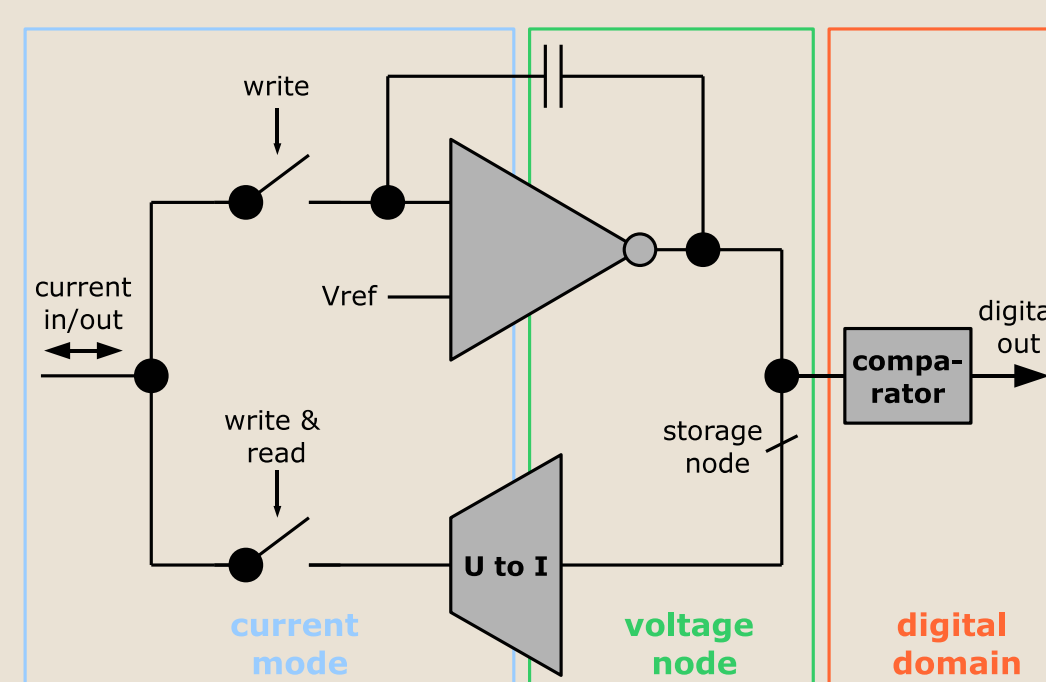 write
Vref
current
in/out
digita
out
compa-
rator
write &
read
storage
node
U to I
current
mode
voltage
node
digital
domain